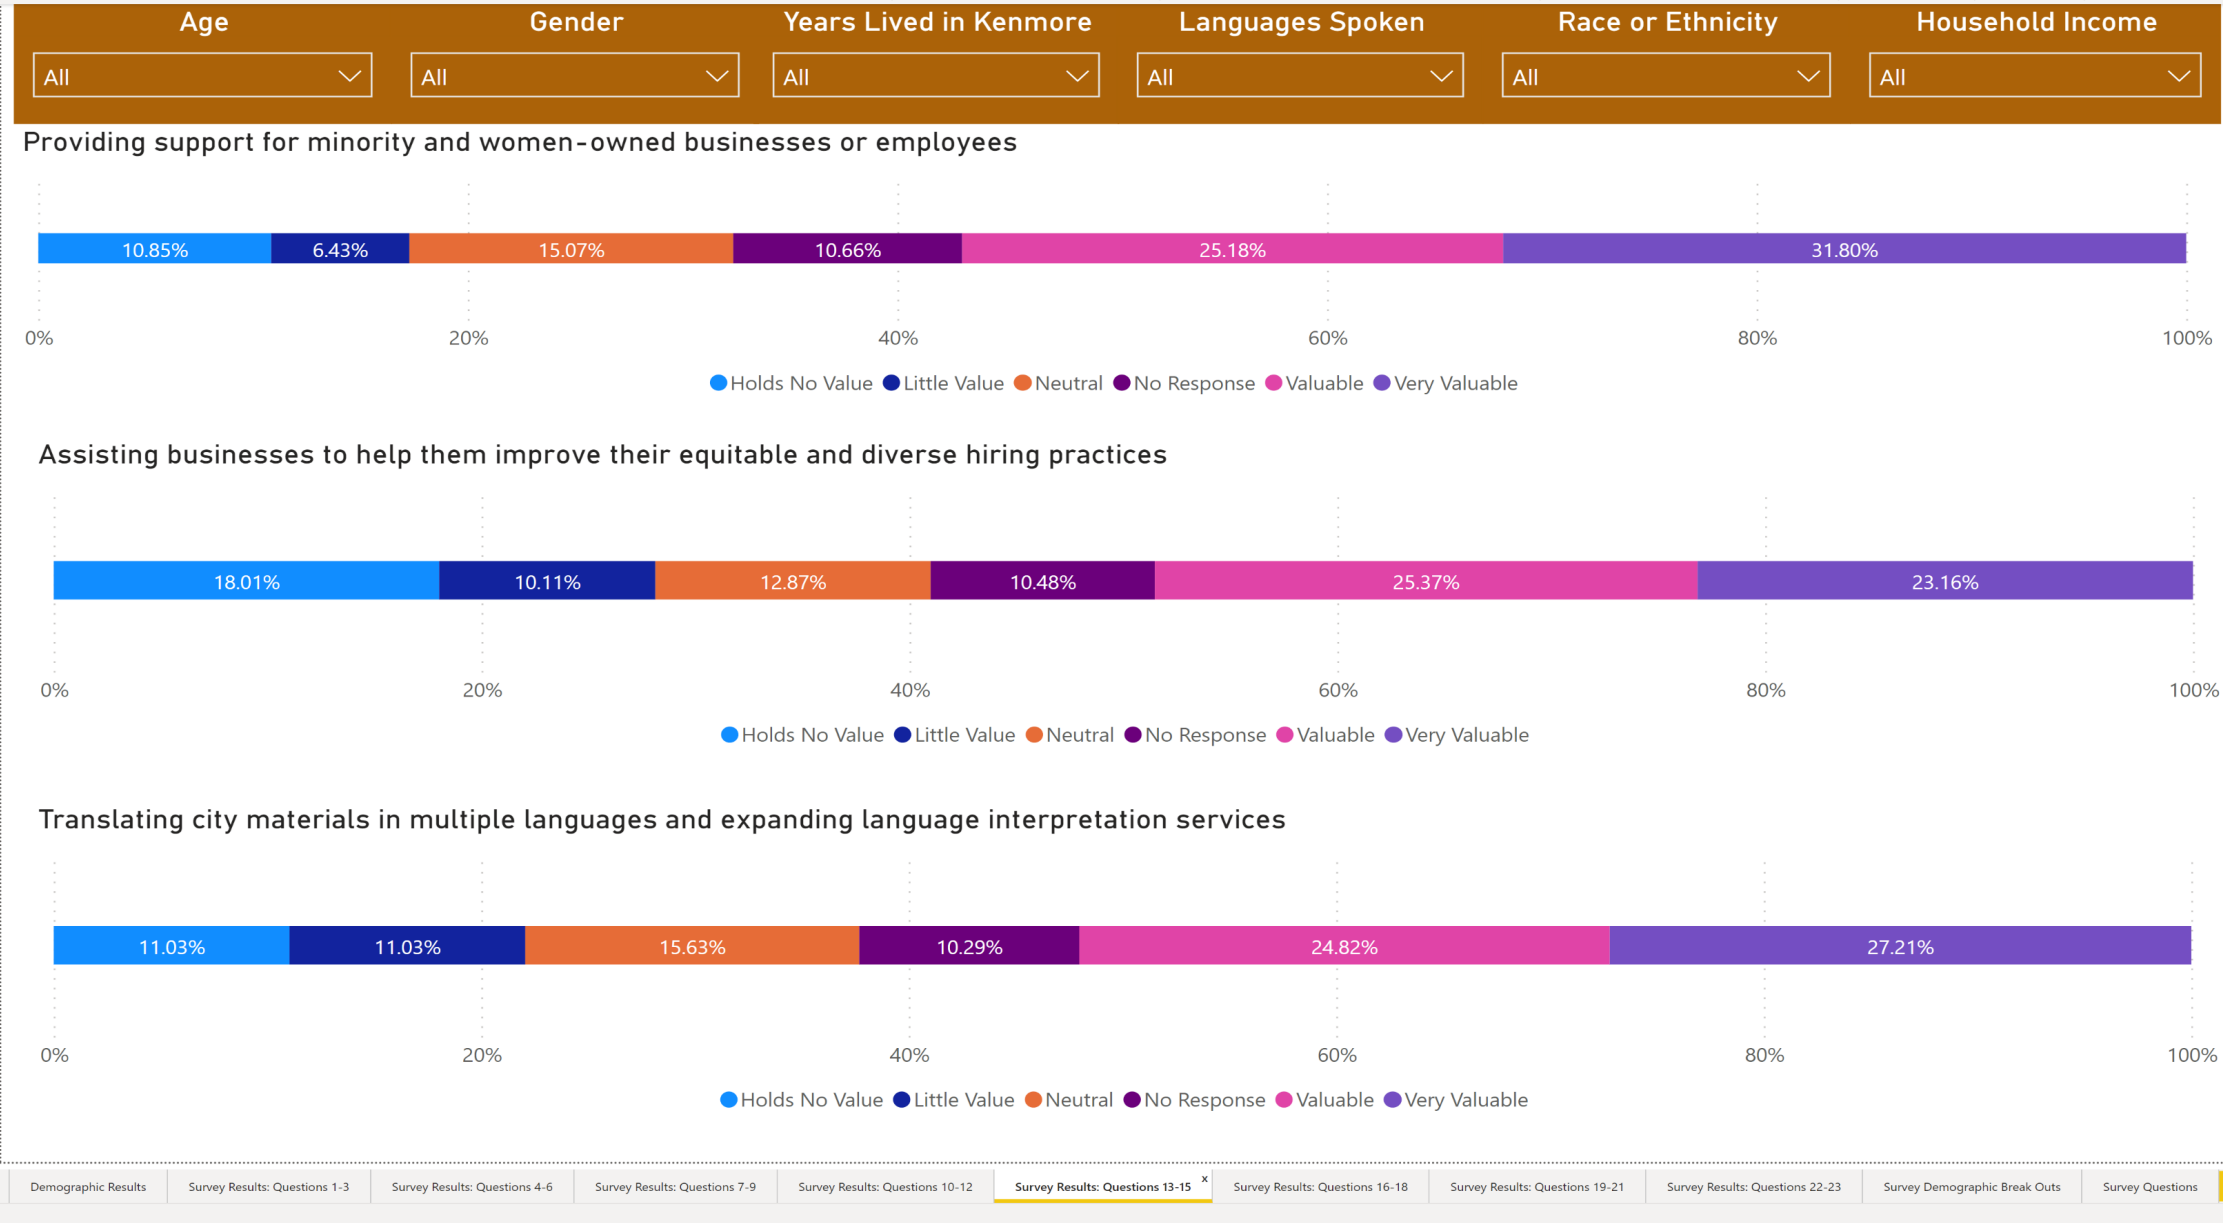 Age Gender Years Lived in Kenmore Languages Spoken Race or Ethnicity Household Income
All All All All All All
Providing support for minority and women-owned businesses or employees
10.85% 6.43% 15.07% 10.66% 25.18% 31.80%
0% 20% 40% 60% 80% 100%
Holds No Value Little Value Neutral No Response Valuable Very Valuable
Assisting businesses to help them improve their equitable and diverse hiring practices
18.01% 10.11% 12.87% 10.48% 25.37% 23.16%
0% 20% 40% 60% 80% 100%
Holds No Value Little Value Neutral No Response Valuable Very Valuable
Translating city materials in multiple languages and expanding language interpretation services
11.03% 11.03% 15.63% 10.29% 24.82% 27.21%
0% 20% 40% 60% 80% 100%
Holds No Value Little Value Neutral No Response Valuable Very Valuable
Demographic Results Survey Results: Questions 1-3 Survey Results: Questions 4-6 Survey Results: Questions 7-9 Survey Results: Questions 10-12 Survey Results: Questions 13-15 x Survey Results: Questions 16-18 Survey Results: Questions 19-21 Survey Results: Questions 22-23 Survey Demographic Break Outs Survey Questions